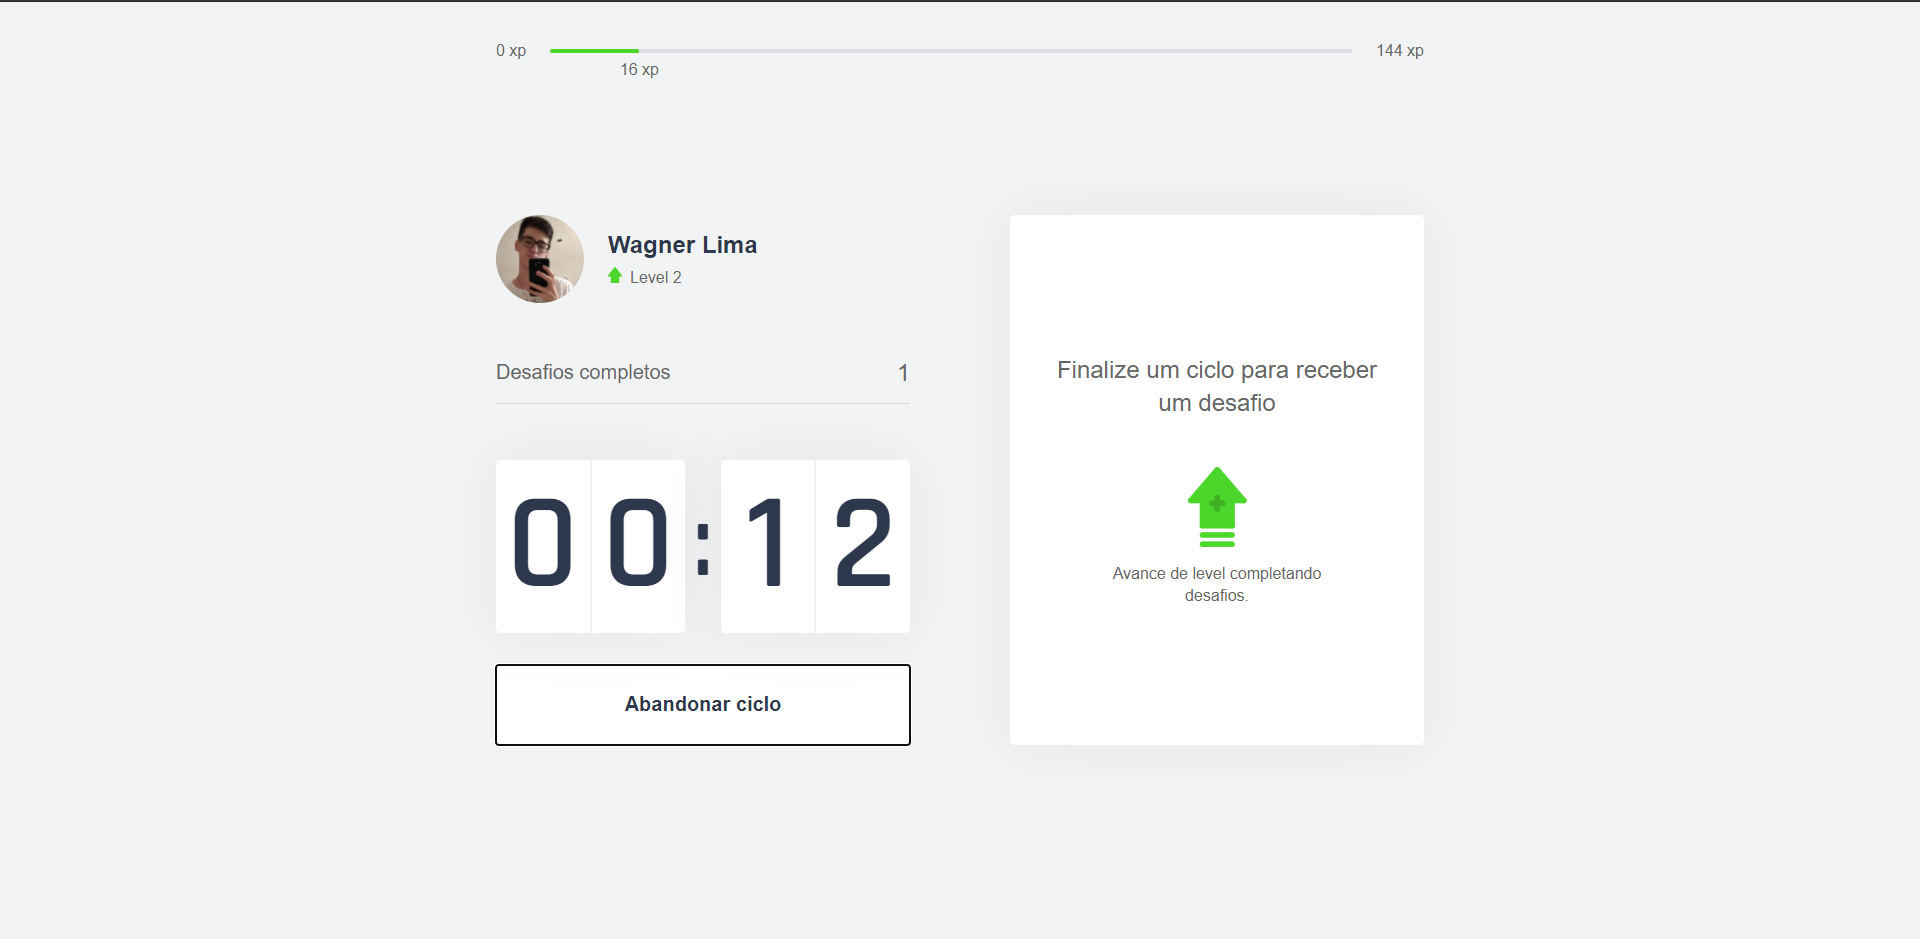 0 xp
144 xp
16 xp
Wagner Lima
Level 2
Desafios completos
1
00:12
Abandonar ciclo
Finalize um ciclo para receber
um desafio
Avance de level completando
desafios.